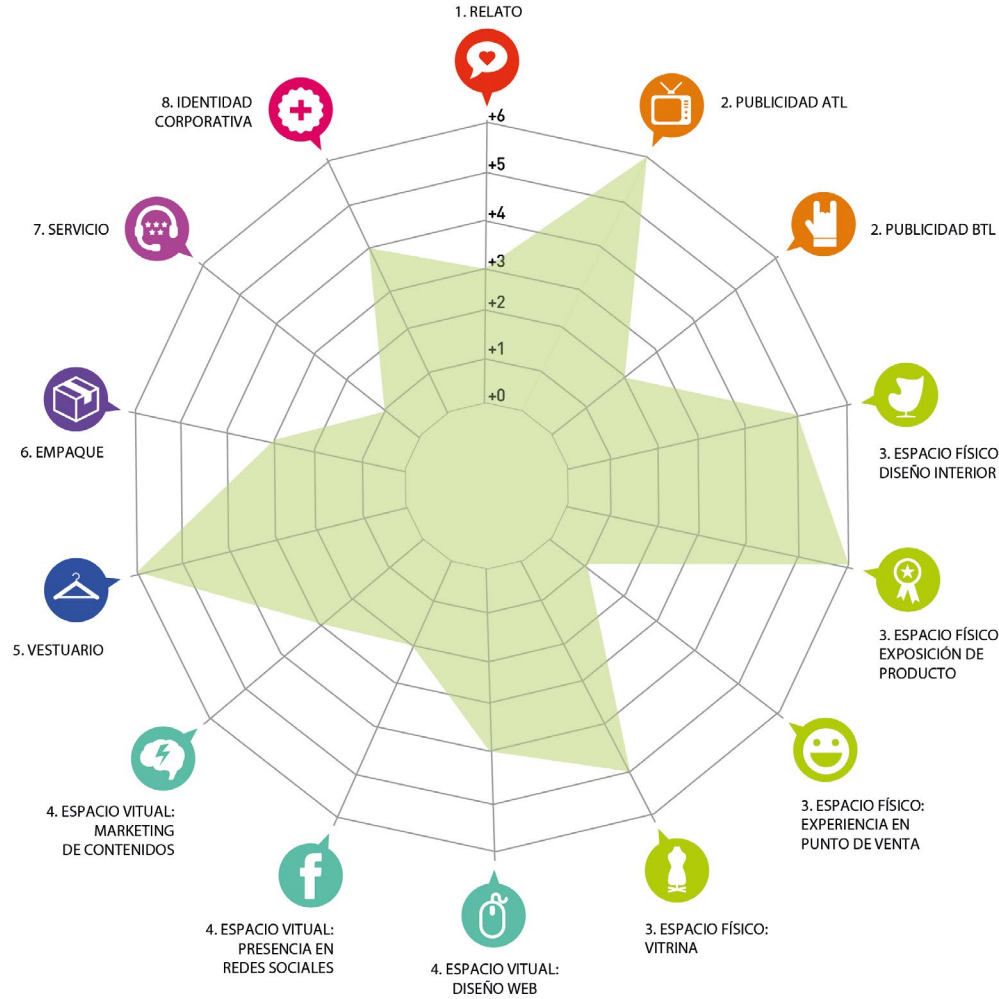 1. RELATO
2. PUBLICIDAD ATL
2. PUBLICIDAD BTL
3. ESPACIO FÍSICO
DISEÑO INTERIOR
3. ESPACIO FÍSICO
EXPOSICIÓN DE
PRODUCTO
3. ESPACIO FÍSICO:
EXPERIENCIA EN
PUNTO DE VENTA
3. ESPACIO FÍSICO:
VITRINA
4. ESPACIO VITUAL:
DISEÑO WEB
4. ESPACIO VITUAL:
PRESENCIA EN
REDES SOCIALES
4. ESPACIO VITUAL:
MARKETING
DE CONTENIDOS
5. VESTUARIO
6. EMPAQUE
7. SERVICIO
8. IDENTIDAD
CORPORATIVA
+6
+5
+4
+3
+2
+1
+0
f